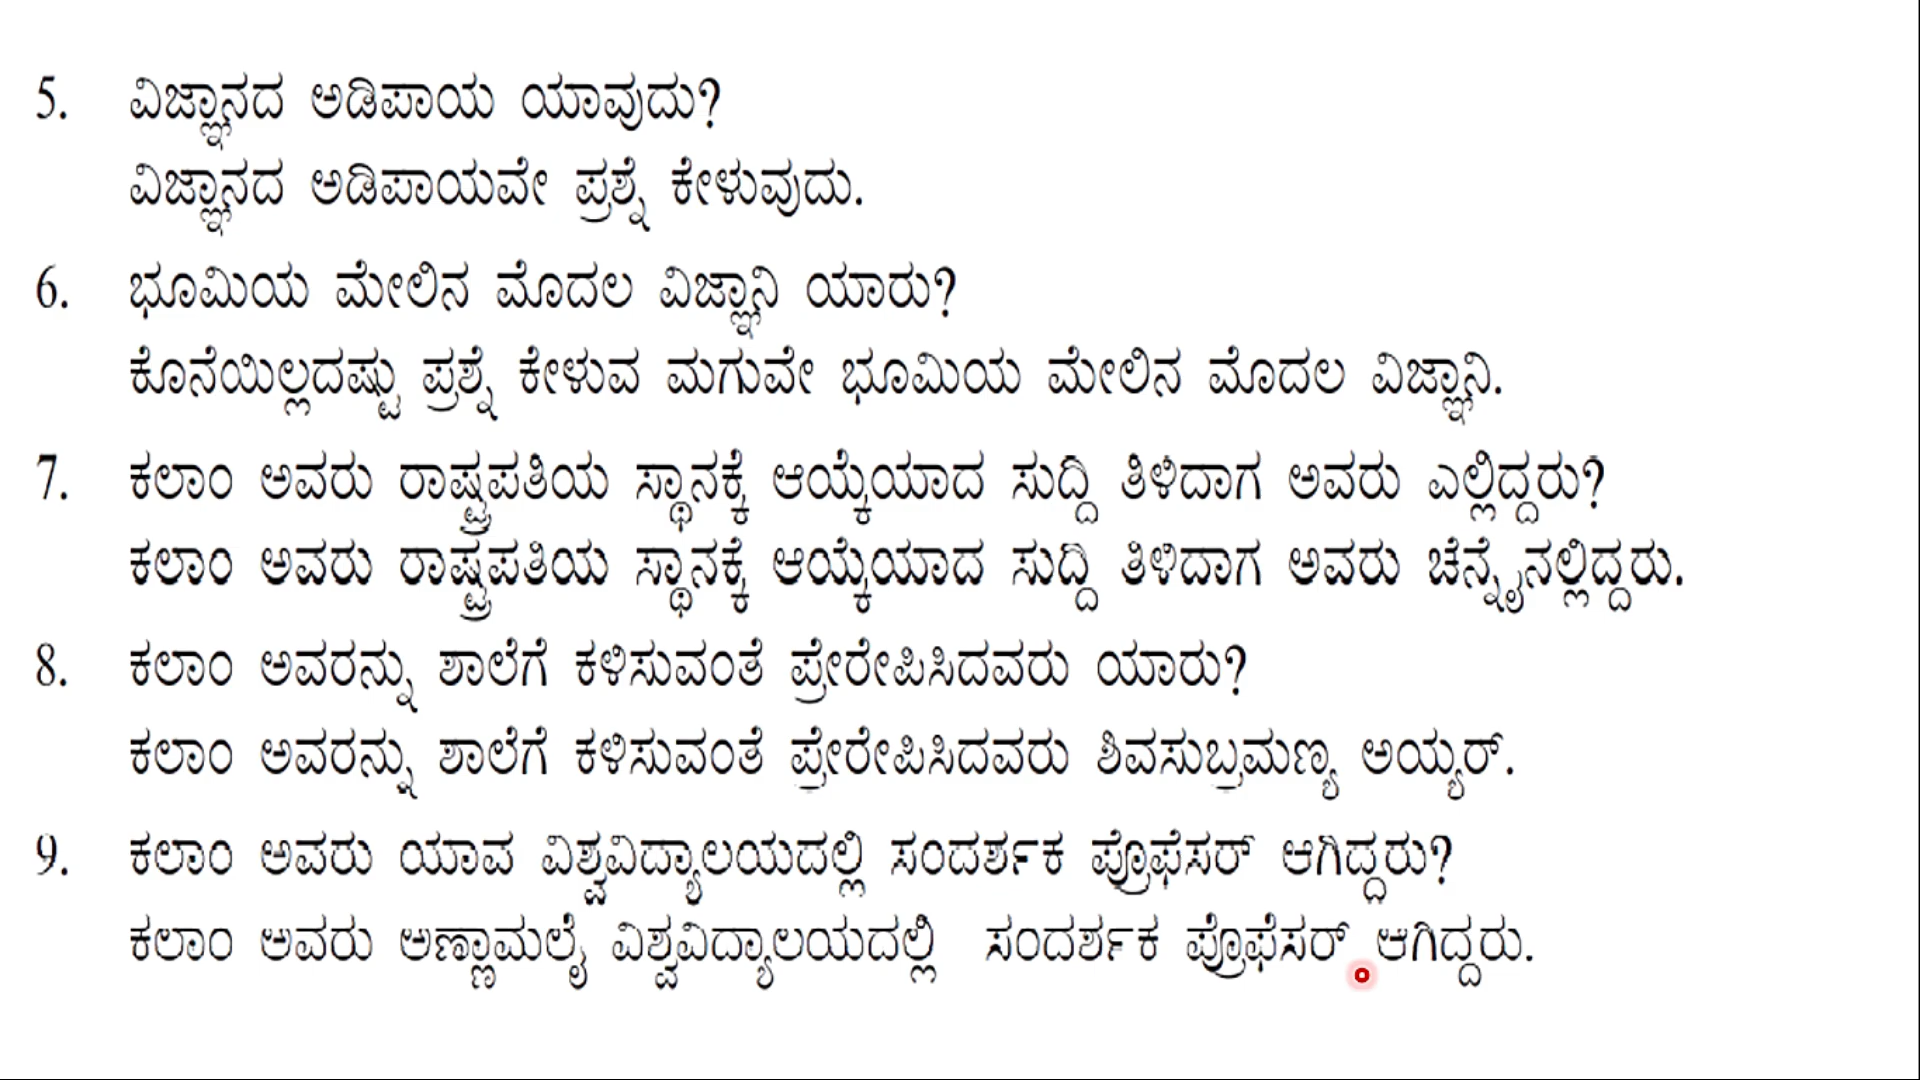 5. ವಿಜ್ಞಾನದ ಅಡಿಪಾಯ ಯಾವುದು?
ವಿಜ್ಞಾನದ ಅಡಿಪಾಯವೇ ಪ್ರಶ್ನೆ ಕೇಳುವುದು.
6. ಭೂಮಿಯ ಮೇಲಿನ ಮೊದಲ ವಿಜ್ಞಾನಿ ಯಾರು?
ಕೊನೆಯಿಲ್ಲದಷ್ಟು ಪ್ರಶ್ನೆ ಕೇಳುವ ಮಗುವೇ ಭೂಮಿಯ ಮೇಲಿನ ಮೊದಲ ವಿಜ್ಞಾನಿ.
7. ಕಲಾಂ ಅವರು ರಾಷ್ಟ್ರಪತಿಯ ಸ್ಥಾನಕ್ಕೆ ಆಯ್ಕೆಯಾದ ಸುದ್ದಿ ತಿಳಿದಾಗ ಅವರು ಎಲ್ಲಿದ್ದರು?
ಕಲಾಂ ಅವರು ರಾಷ್ಟ್ರಪತಿಯ ಸ್ಥಾನಕ್ಕೆ ಆಯ್ಕೆಯಾದ ಸುದ್ದಿ ತಿಳಿದಾಗ ಅವರು ಚೆನ್ನೈನಲ್ಲಿದ್ದರು.
8. ಕಲಾಂ ಅವರನ್ನು ಶಾಲೆಗೆ ಕಳಿಸುವಂತೆ ಪ್ರೇರೇಪಿಸಿದವರು ಯಾರು?
ಕಲಾಂ ಅವರನ್ನು ಶಾಲೆಗೆ ಕಳಿಸುವಂತೆ ಪ್ರೇರೇಪಿಸಿದವರು ಶಿವಸುಬ್ರಮಣ್ಯ ಅಯ್ಯರ್.
9. ಕಲಾಂ ಅವರು ಯಾವ ವಿಶ್ವವಿದ್ಯಾಲಯದಲ್ಲಿ ಸಂದರ್ಶಕ ಪ್ರೊಫೆಸರ್ ಆಗಿದ್ದರು?
ಕಲಾಂ ಅವರು ಅಣ್ಣಾಮಲೈ ವಿಶ್ವವಿದ್ಯಾಲಯದಲ್ಲಿ ಸಂದರ್ಶಕ ಪ್ರೊಫೆಸರ್ ಆಗಿದ್ದರು.